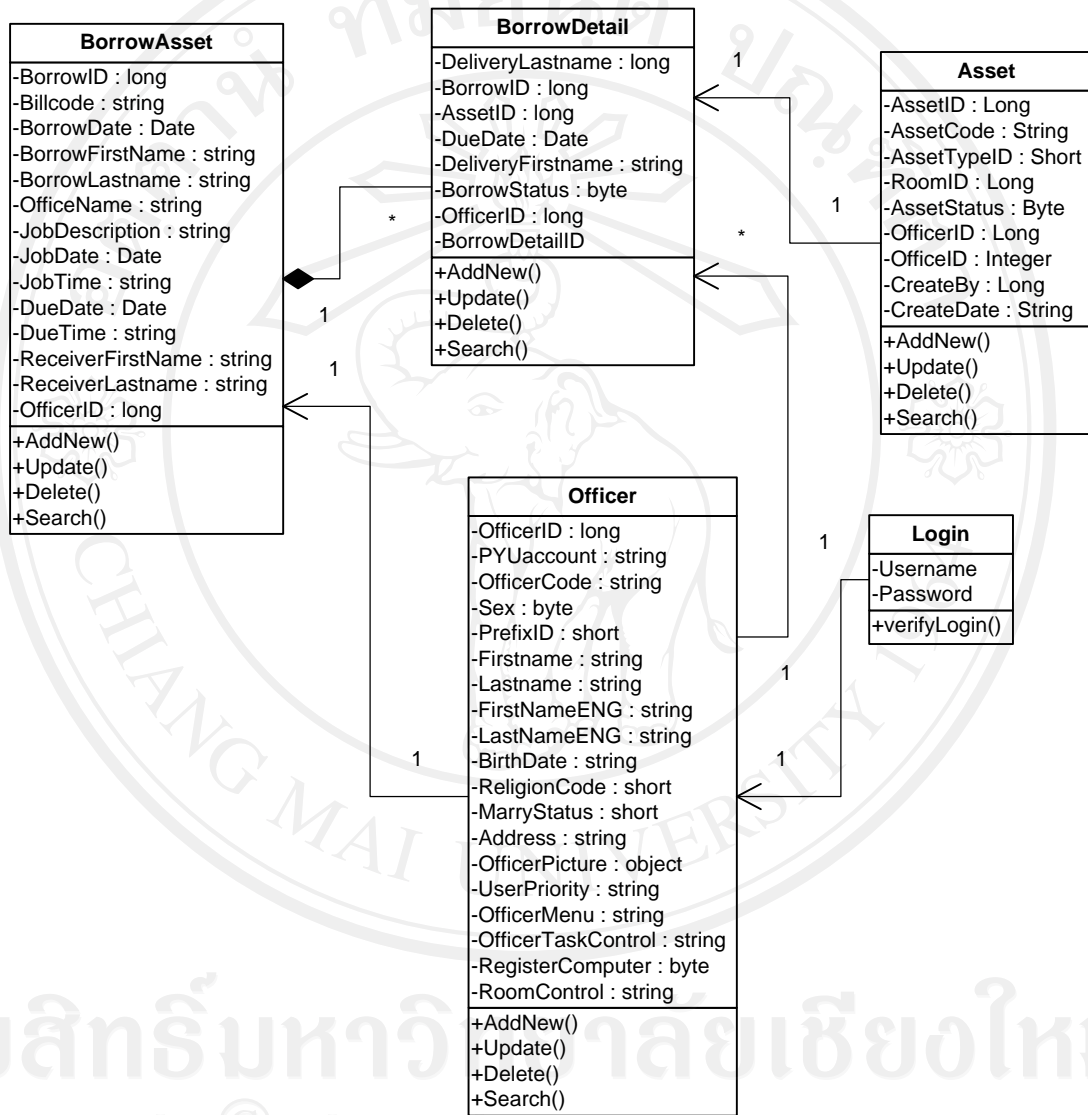 BorrowAsset
-BorrowID : long
-Billcode : string
-BorrowDate : Date
-BorrowFirstName : string
-BorrowLastname : string
-OfficeName : string
-JobDescription : string
-JobDate : Date
-JobTime : string
-DueDate : Date
-DueTime : string
-ReceiverFirstName : string
-ReceiverLastname : string
-OfficerID : long
+AddNew()
+Update()
+Delete()
+Search()
BorrowDetail
-DeliveryLastname : long
-BorrowID : long
-AssetID : long
-DueDate : Date
-DeliveryFirstname : string
-BorrowStatus : byte
-OfficerID : long
-BorrowDetailID
+AddNew()
+Update()
+Delete()
+Search()
Asset
-AssetID : Long
-AssetCode : String
-AssetTypeID : Short
-RoomID : Long
-AssetStatus : Byte
-OfficerID : Long
-OfficeID : Integer
-CreateBy : Long
-CreateDate : String
+AddNew()
+Update()
+Delete()
+Search()
1
1
*
*
1
1
1
1
1
1
Officer
-OfficerID : long
-PYUaccount : string
-OfficerCode : string
-Sex : byte
-PrefixID : short
-Firstname : string
-Lastname : string
-FirstNameENG : string
-LastNameENG : string
-BirthDate : string
-ReligionCode : short
-MarryStatus : short
-Address : string
-OfficerPicture : object
-UserPriority : string
-OfficerMenu : string
-OfficerTaskControl : string
-RegisterComputer : byte
-RoomControl : string
+AddNew()
+Update()
+Delete()
+Search()
Login
-Username
-Password
+verifyLogin()
CHIANG MAI UNIVERSITY 1964